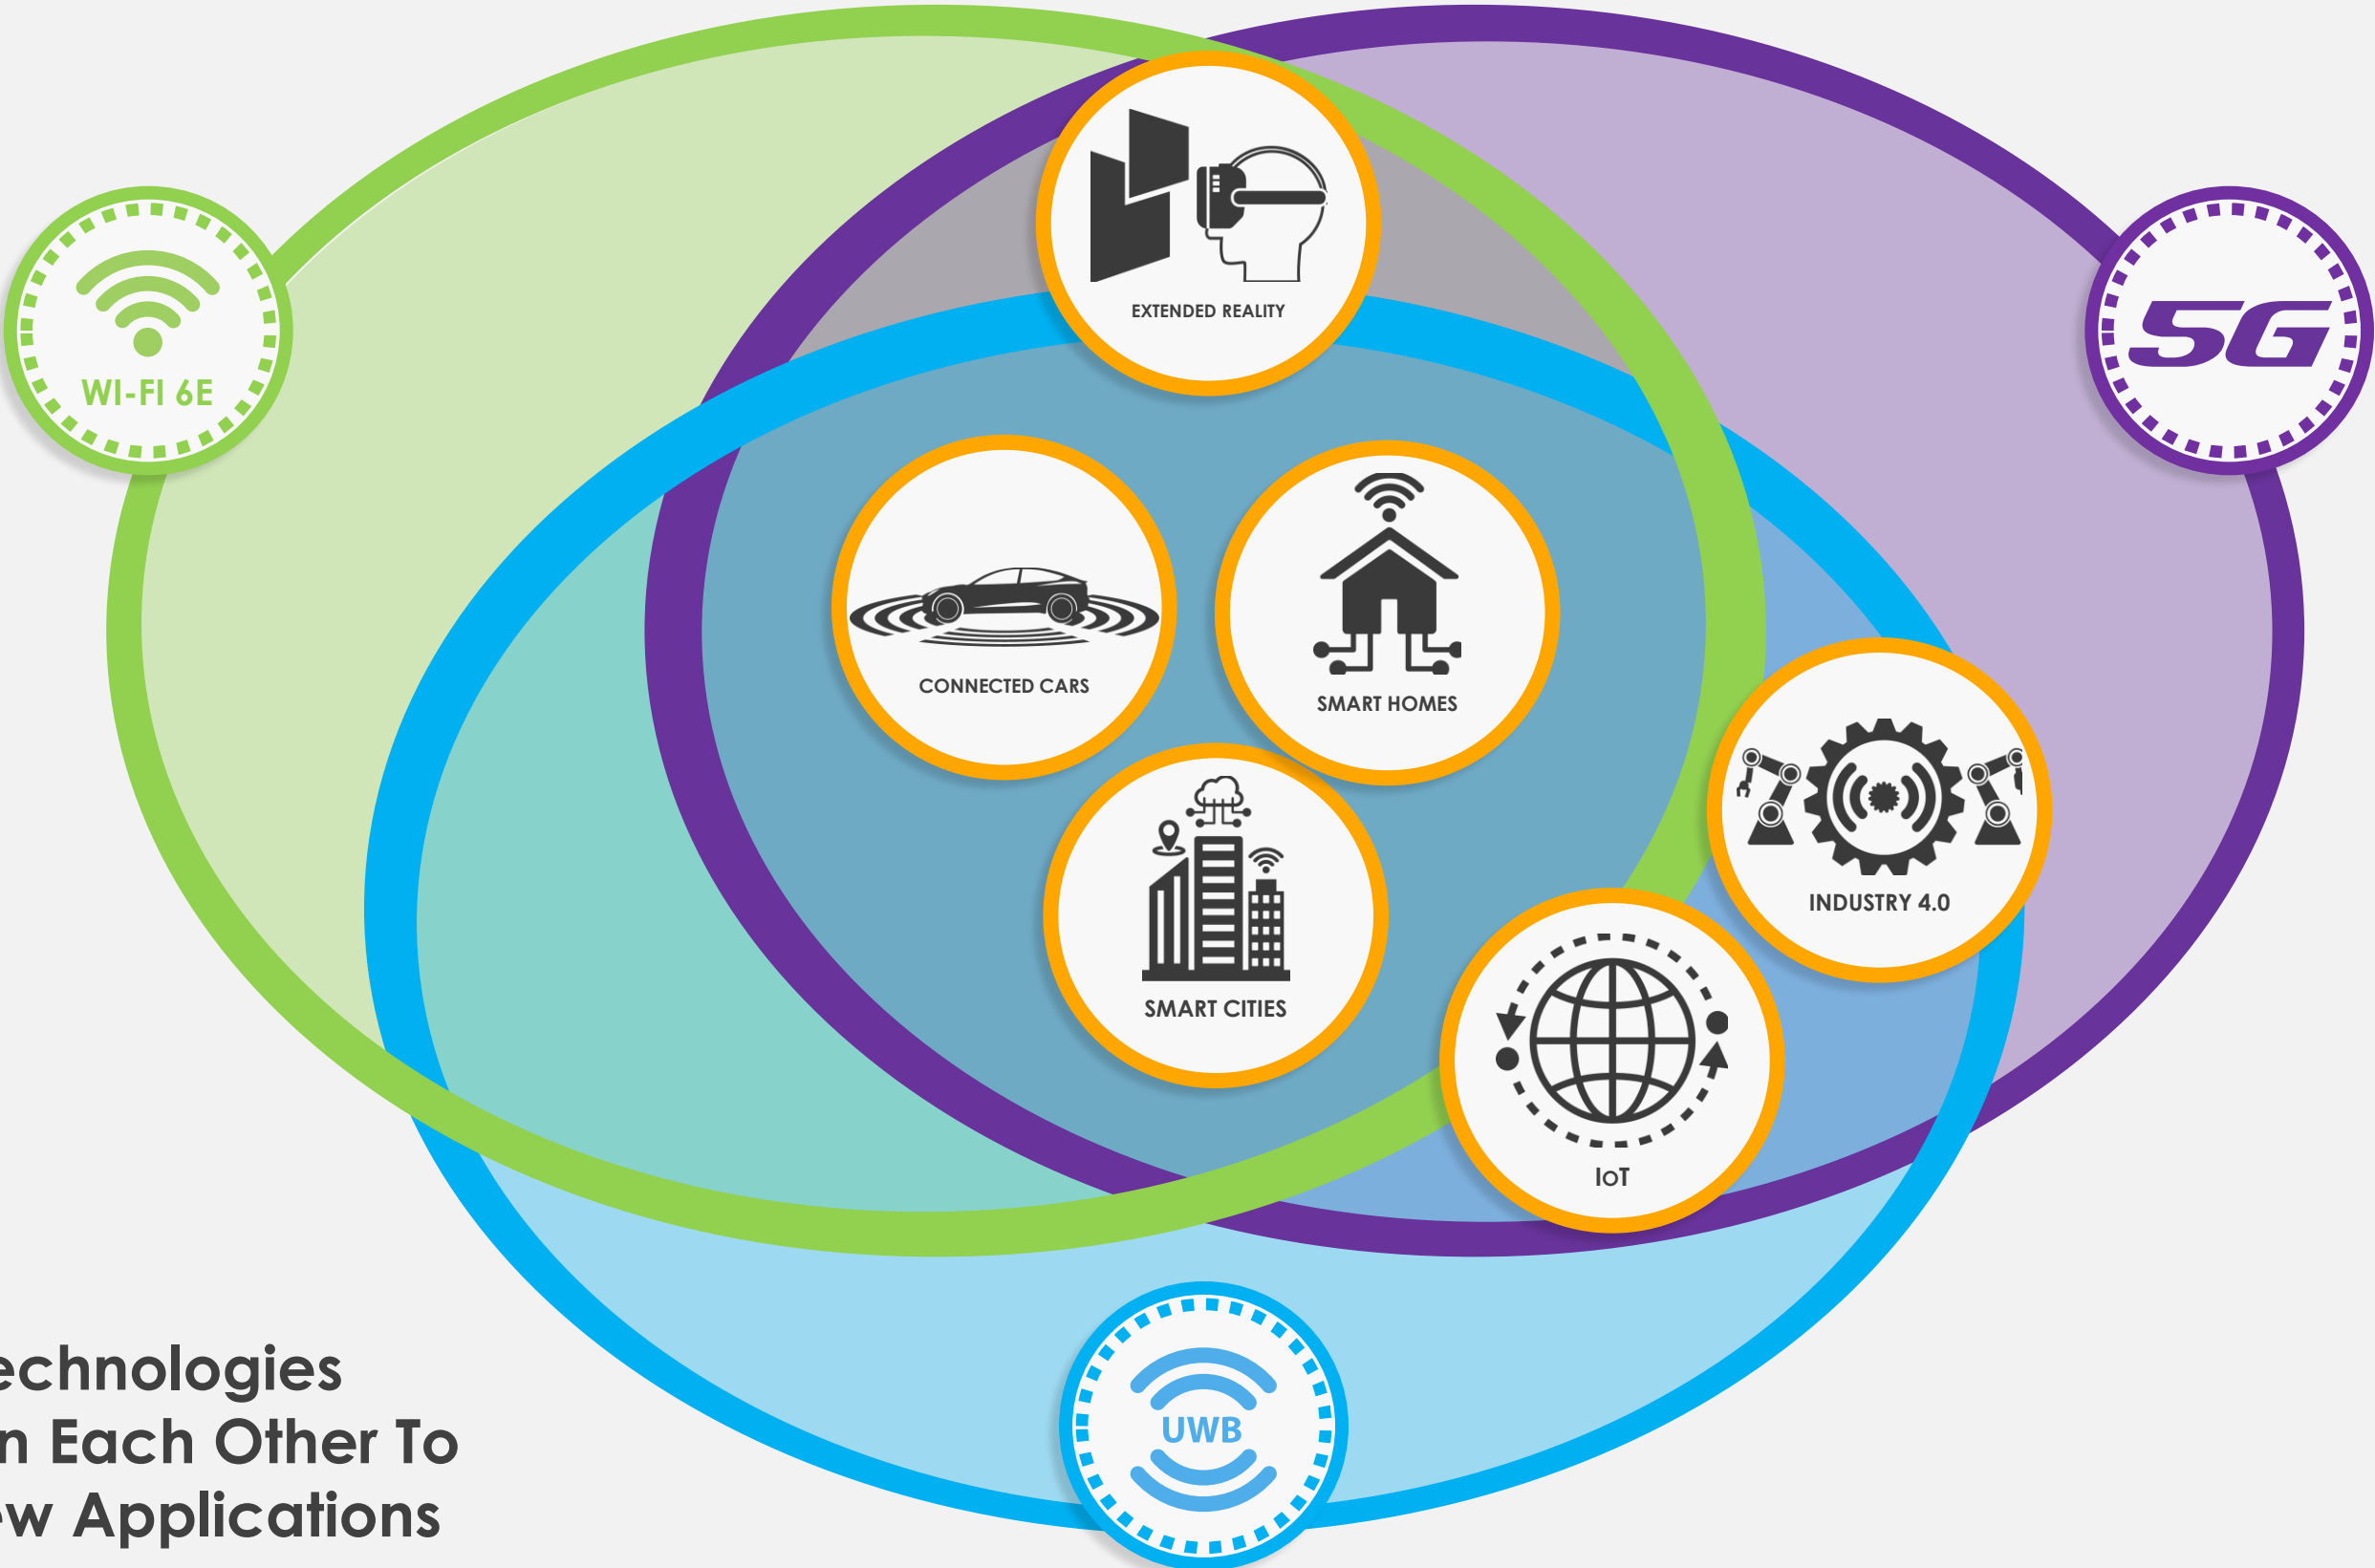 EXTENDED REALITY
WI-FI 6E
5G
CONNECTED CARS
SMART HOMES
INDUSTRY 4.0
SMART CITIES
IoT
UWB
Each Other To
Applications